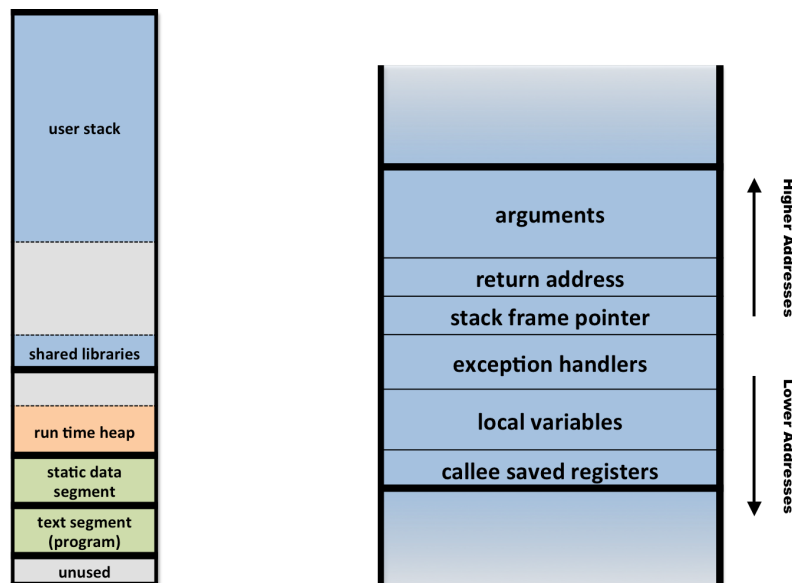 user stack
shared libraries
run time heap
static data
segment
text segment
(program)
unused
arguments
return address
stack frame pointer
exception handlers
local variables
callee saved registers
Higher Addresses
Lower Addresses